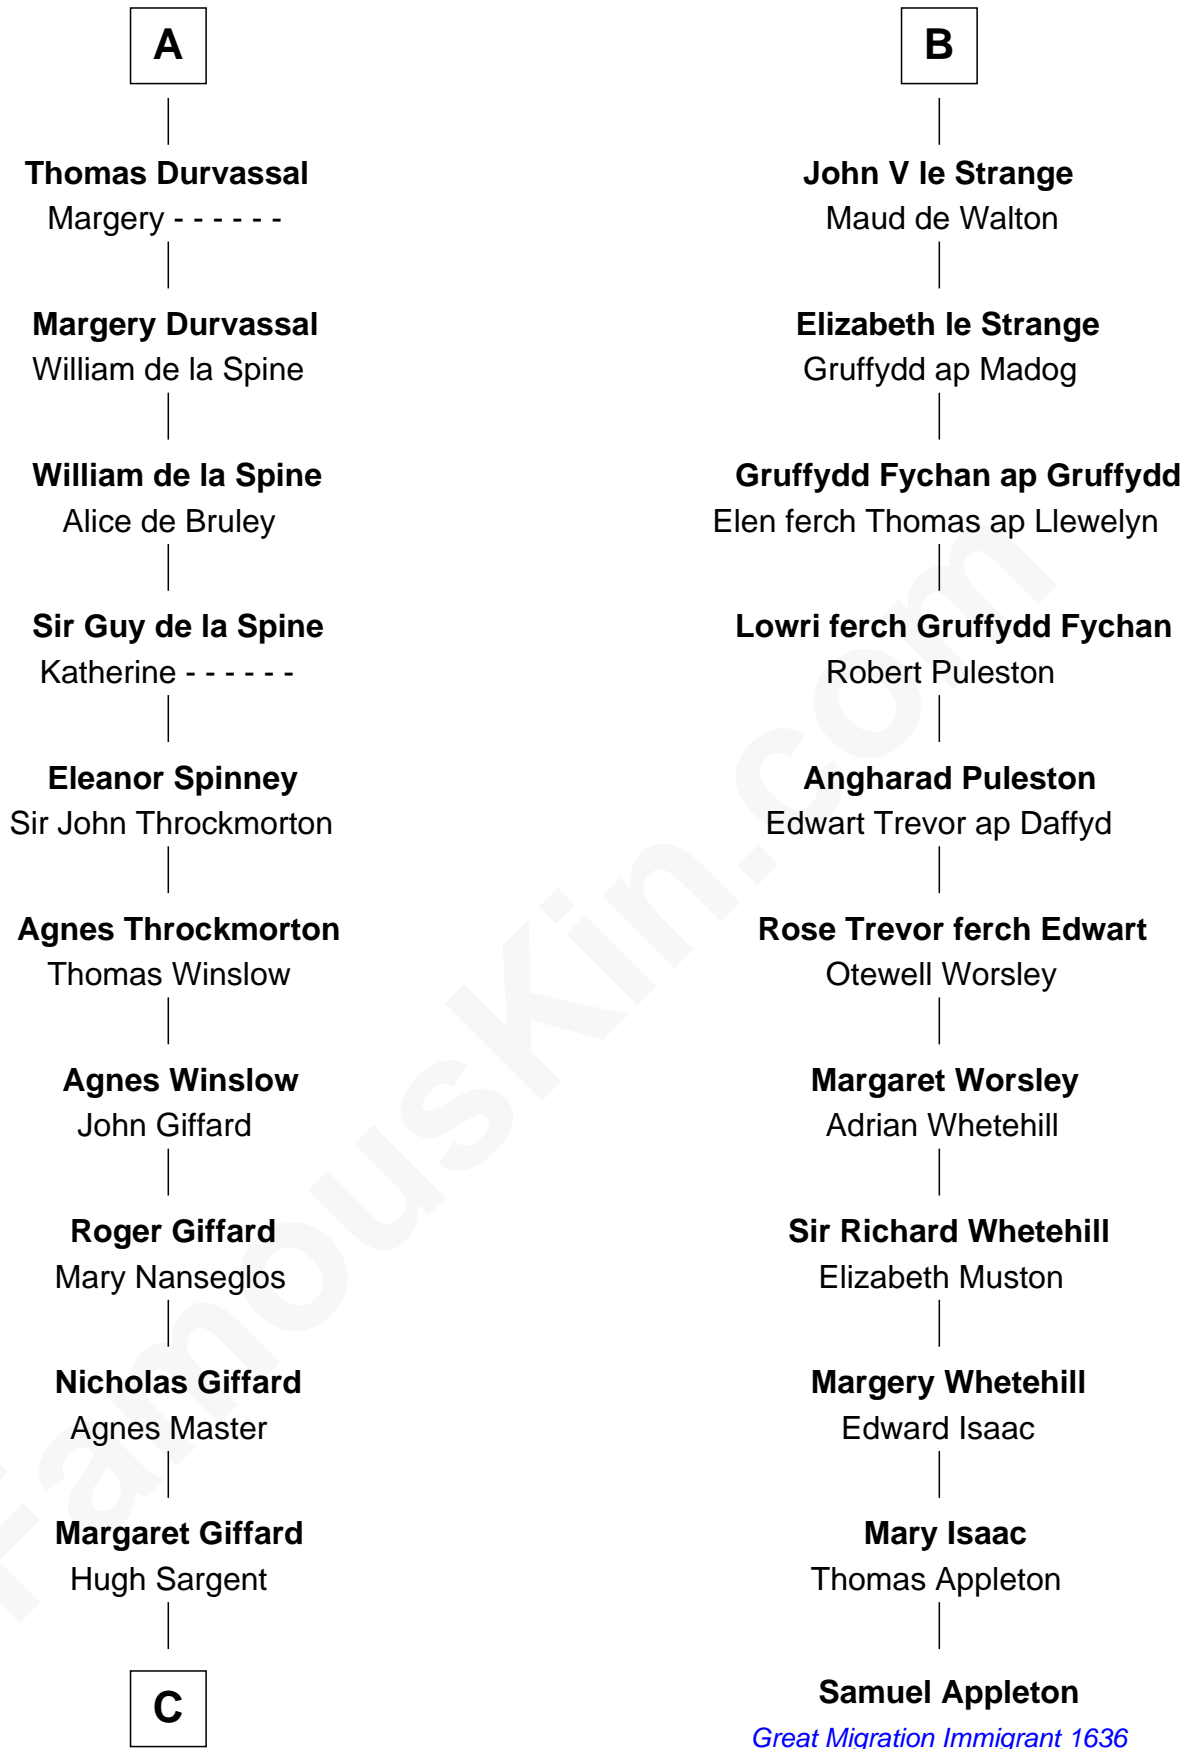 A
Thomas Durvassal
Margery - - - - - -
Margery Durvassal
William de la Spine
William de la Spine
Alice de Bruley
Sir Guy de la Spine
Katherine - - - - - -
Eleanor Spinney
Sir John Throckmorton
Agnes Throckmorton
Thomas Winslow
Agnes Winslow
John Giffard
Roger Giffard
Mary Nanseglos
Nicholas Giffard
Agnes Master
Margaret Giffard
Hugh Sargent
C
B
John V le Strange
Maud de Walton
Elizabeth le Strange
Gruffydd ap Madog
Gruffydd Fychan ap Gruffydd
Elen ferch Thomas ap Llewelyn
Lowri ferch Gruffydd Fychan
Robert Puleston
Angharad Puleston
Edwart Trevor ap Daffyd
Rose Trevor ferch Edwart
Otewell Worsley
Margaret Worsley
Adrian Whetehill
Sir Richard Whetehill
Elizabeth Muston
Margery Whetehill
Edward Isaac
Mary Isaac
Thomas Appleton
Samuel Appleton
Great Migration Immigrant 1636
FamousKin.com